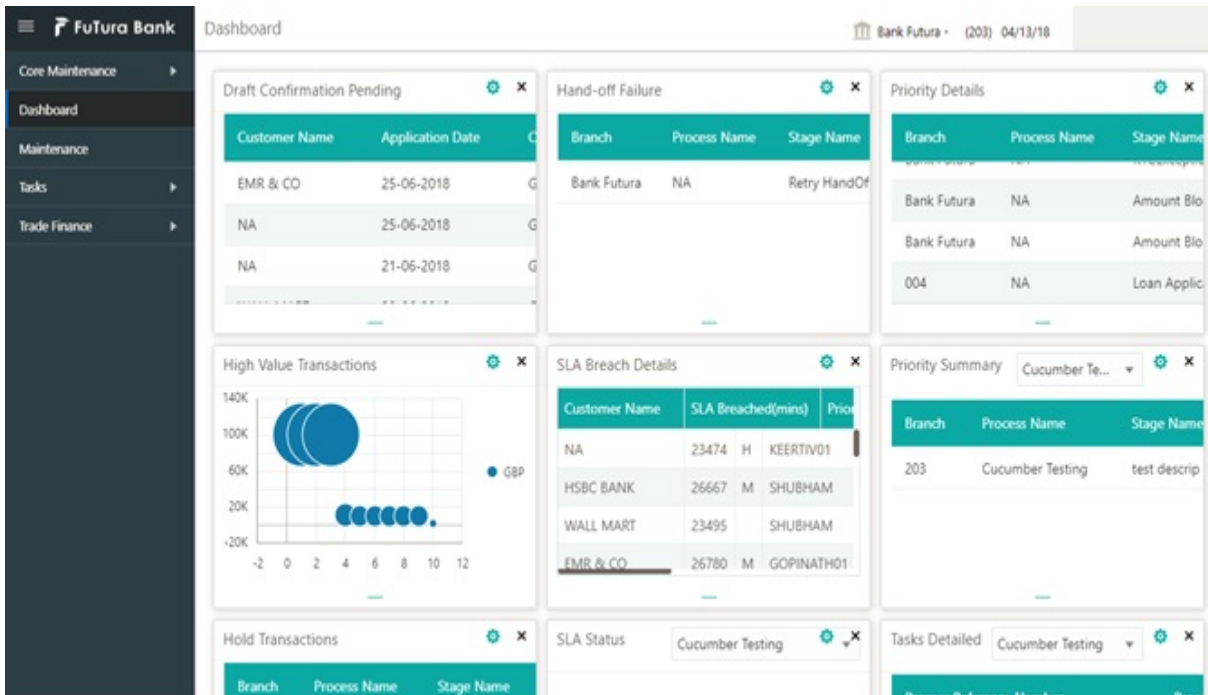 FuTura Bank
Dashboard
Bank Futura - (203) 04/13/18
Core Maintenance
Dashboard
Maintenance
Tasks
Trade Finance
Draft Confirmation Pending
Customer Name Application Date C
EMR & CO 25-06-2018 G
NA 25-06-2018 G
NA 21-06-2018 G
Hand-off Failure
Branch Process Name Stage Name
Bank Futura NA Retry HandOf
Priority Details
Branch Process Name Stage Name
Bank Futura NA Amount Blo
Bank Futura NA Amount Blo
004 NA Loan Applic
High Value Transactions
140K
100K
60K
20K
-20K
-2 0 2 4 6 8 10 12
GBP
SLA Breach Details
Customer Name SLA Breached(mins) Prior
NA 23474 H KEERTIV01
HSBC BANK 26667 M SHUBHAM
WALL MART 23495 SHUBHAM
EMR & CO 26780 M GOPINATH01
Priority Summary Cucumber Te...
Branch Process Name Stage Name
203 Cucumber Testing test descrip
Hold Transactions
Branch Process Name Stage Name
SLA Status Cucumber Testing
Tasks Detailed Cucumber Testing